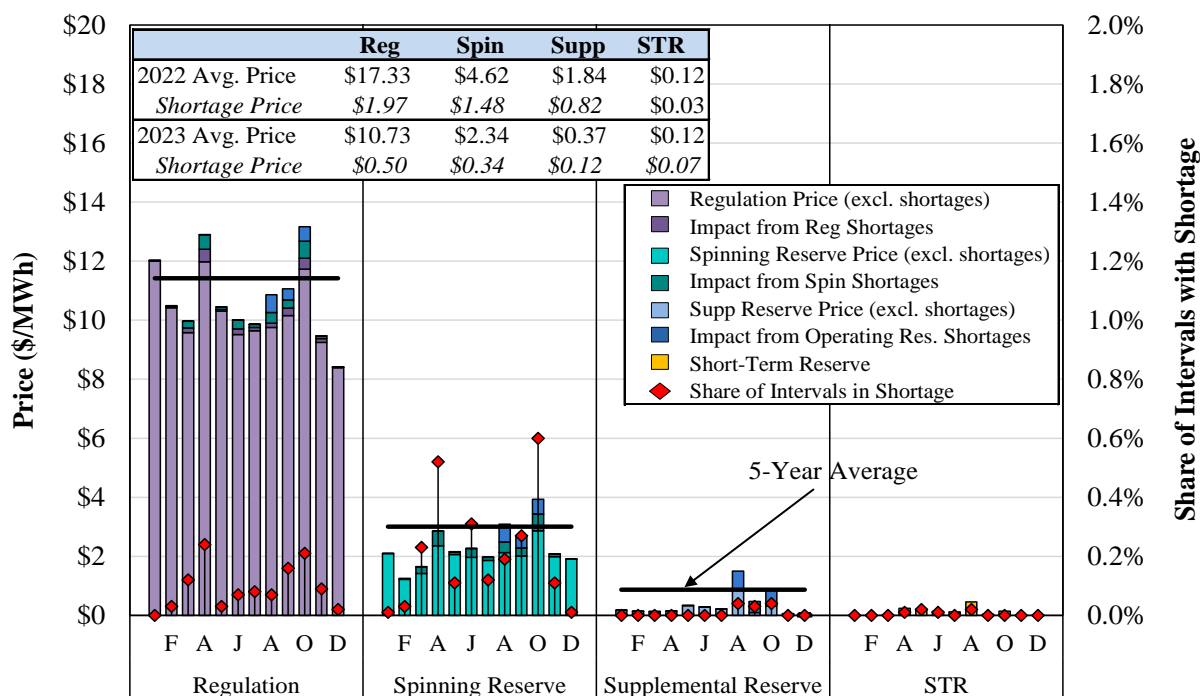 $20
$18
$16
$14
$12
$10
$8
$6
$4
$2
$0
Price ($/MWh)
Reg Spin Supp STR
2022 Avg. Price $17.33 $4.62 $1.84 $0.12
Shortage Price $1.97 $1.48 $0.82 $0.03
2023 Avg. Price $10.73 $2.34 $0.37 $0.12
Shortage Price $0.50 $0.34 $0.12 $0.07
Regulation Price (excl. shortages)
Impact from Reg Shortages
Spinning Reserve Price (excl. shortages)
Impact from Spin Shortages
Supp Reserve Price (excl. shortages)
Impact from Operating Res. Shortages
Short-Term Reserve
Share of Intervals in Shortage
5-Year Average
2.0%
1.8%
1.6%
1.4%
1.2%
1.0%
0.8%
0.6%
0.4%
0.2%
0.0%
Share of Intervals with Shortage
F A J A O D F A J A O D F A J A O D F A J A O D
Regulation Spinning Reserve Supplemental Reserve STR